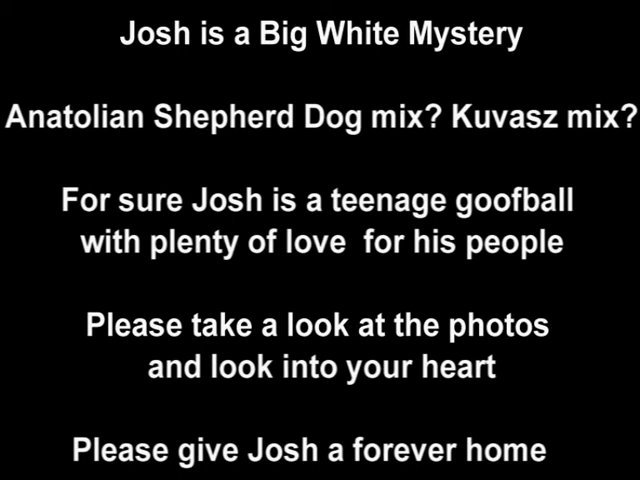 Josh is a Big White Mystery
Anatolian Shepherd Dog mix? Kuvasz mix?
For sure Josh is a teenage goofball
with plenty of love for his people
Please take a look at the photos
and look into your heart
Please give Josh a forever home